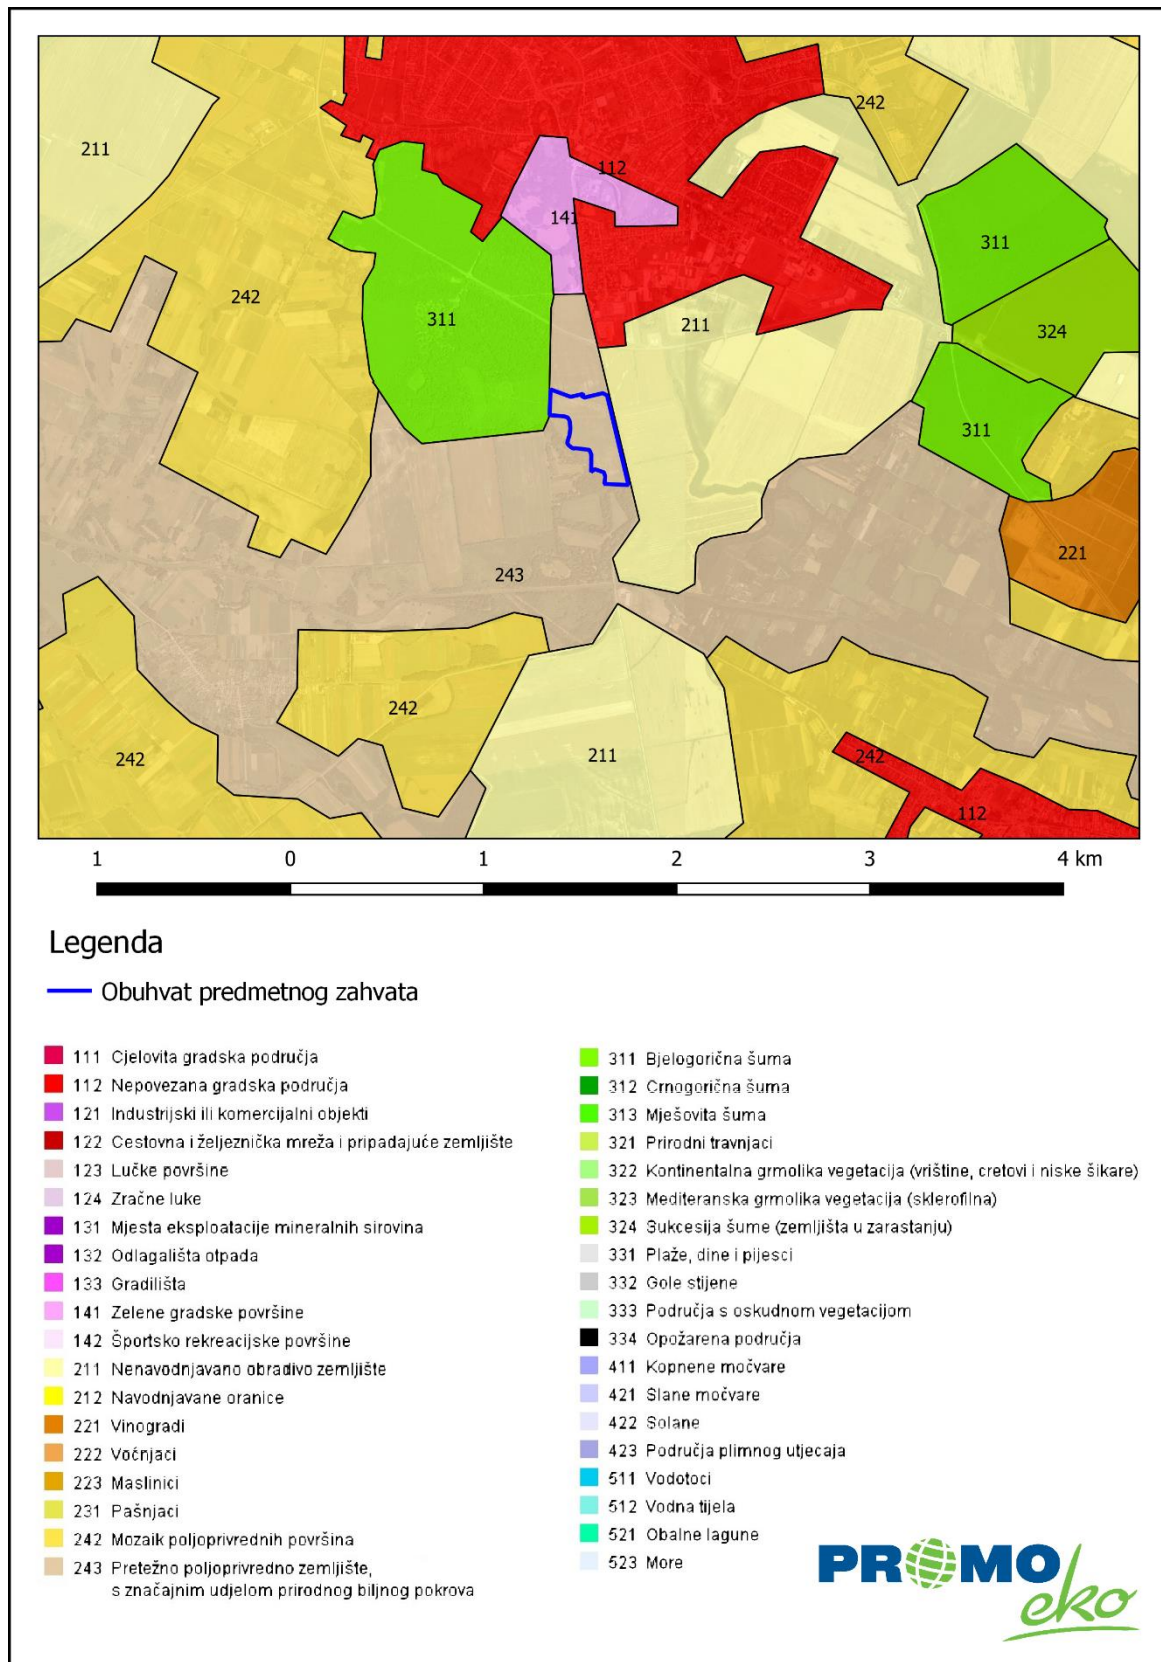 242
211
112
141
311
242
311
324
211
311
221
243
242
242
211
242
112
1 0 1 2 3 4 km
Legenda
Obuhvat predmetnog zahvata
111 Cjelovita gradska područja
112 Nepovezana gradska područja
121 Industrijski ili komercijalni objekti
122 Cestovna i željeznička mreža i pripadajuće zemljište
123 Lučke površine
124 Zračne luke
131 Mjesta eksploatacije mineralnih sirovina
132 Odlagališta otpada
133 Gradilišta
141 Zelene gradske površine
142 Športsko rekreacijske površine
211 Nenavodnjavano obradivo zemljište
212 Navodnjavane oranice
221 Vinogradi
222 Voćnjaci
223 Maslinici
231 Pašnjaci
242 Mozaik poljoprivrednih površina
243 Pretežno poljoprivredno zemljište,
s značajnim udjelom prirodnog biljnog pokrova
311 Bjelogorična šuma
312 Crnogorična šuma
313 Mješovita šuma
321 Prirodni travnjaci
322 Kontinentalna grmolika vegetacija (vrištine, cretovi i niske šikare)
323 Mediteranska grmolika vegetacija (sklerofilna)
324 Sukcesija šume (zemljišta u zarastanju)
331 Plaže, dine i pijesci
332 Gole stijene
333 Područja s oskudnom vegetacijom
334 Opožarena područja
411 Kopnene močvare
421 Slane močvare
422 Solane
423 Područja plimnog utjecaja
511 Vodotoci
512 Vodna tijela
521 Obalne lagune
523 More
PROMO
eko